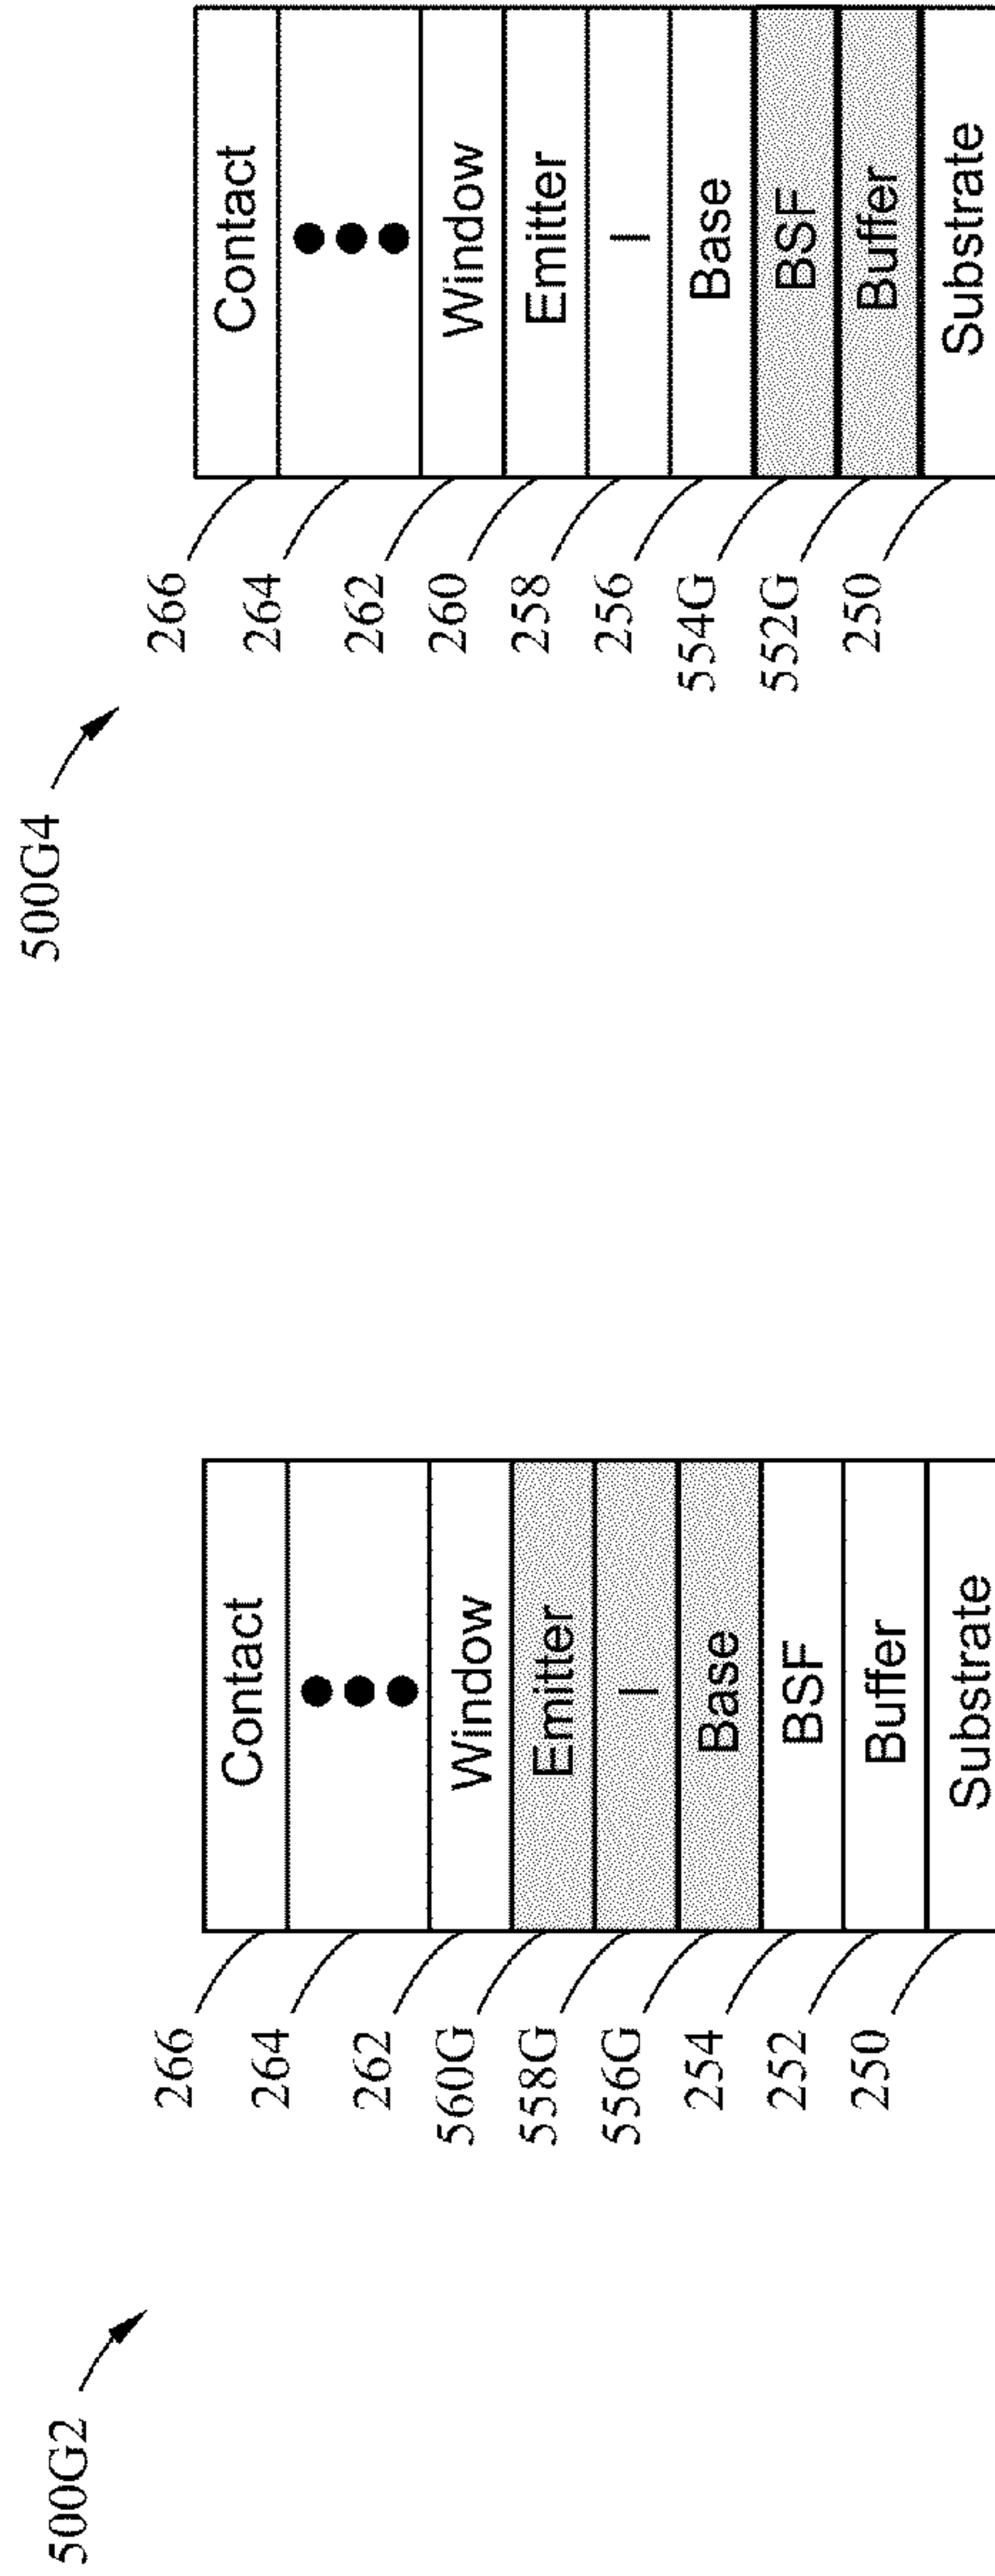 500G2
266 Contact
264
262 Window
560G Emitter
558G I
556G Base
254 BSF
252 Buffer
250 Substrate
500G4
266 Contact
264
262 Window
260 Emitter
258 I
256 Base
554G BSF
552G Buffer
250 Substrate